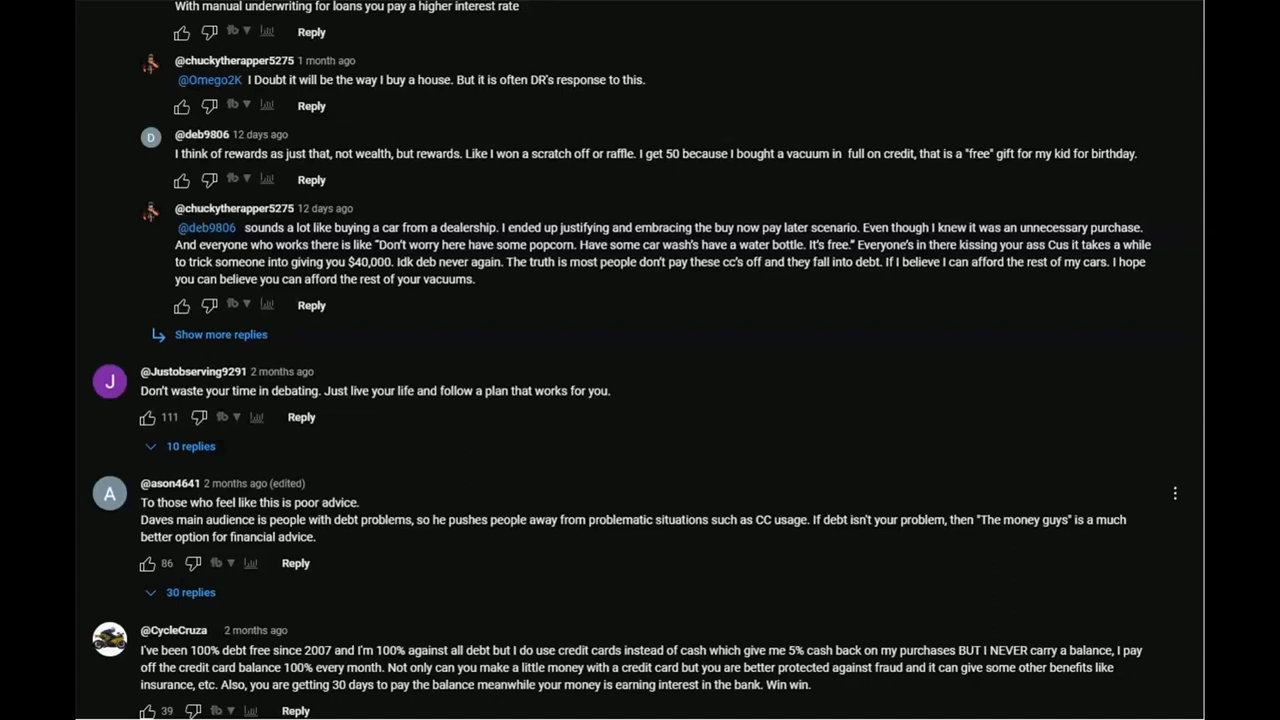 With manual underwriting for loans you pay a higher interest rate
Reply
@chuckytherapper5275 1 month ago
@Omego2K I Doubt it will be the way I buy a house. But it is often DR's response to this.
Reply
D
@deb9806 12 days ago
I think of rewards as just that, not wealth, but rewards. Like I won a scratch off or raffle. I get 50 because I bought a vacuum in full on credit, that is a "free" gift for my kid for birthday.
Reply
@chuckytherapper5275 12 days ago
@deb9806 sounds a lot like buying a car from a dealership. I ended up justifying and embracing the buy now pay later scenario. Even though I knew it was an unnecessary purchase.
And everyone who works there is like "Don't worry here have some popcorn. Have some car wash's have a water bottle. It's free." Everyone's in there kissing your ass Cus it takes a while
to trick someone into giving you $40,000. Idk deb never again. The truth is most people don't pay these cc's off and they fall into debt. If I believe I can afford the rest of my cars. I hope
you can believe you can afford the rest of your vacuums.
Reply
Show more replies
J
@Justobserving9291 2 months ago
Don't waste your time in debating. Just live your life and follow a plan that works for you.
111 Reply
10 replies
A
@ason4641 2 months ago (edited)
To those who feel like this is poor advice.
Daves main audience is people with debt problems, so he pushes people away from problematic situations such as CC usage. If debt isn't your problem, then "The money guys" is a much
better option for financial advice.
86 Reply
30 replies
@CycleCruza 2 months ago
I've been 100% debt free since 2007 and I'm 100% against all debt but I do use credit cards instead of cash which give me 5% cash back on my purchases BUT I NEVER carry a balance, I pay
off the credit card balance 100% every month. Not only can you make a little money with a credit card but you are better protected against fraud and it can give some other benefits like
insurance, etc. Also, you are getting 30 days to pay the balance meanwhile your money is earning interest in the bank. Win win.
39 Reply